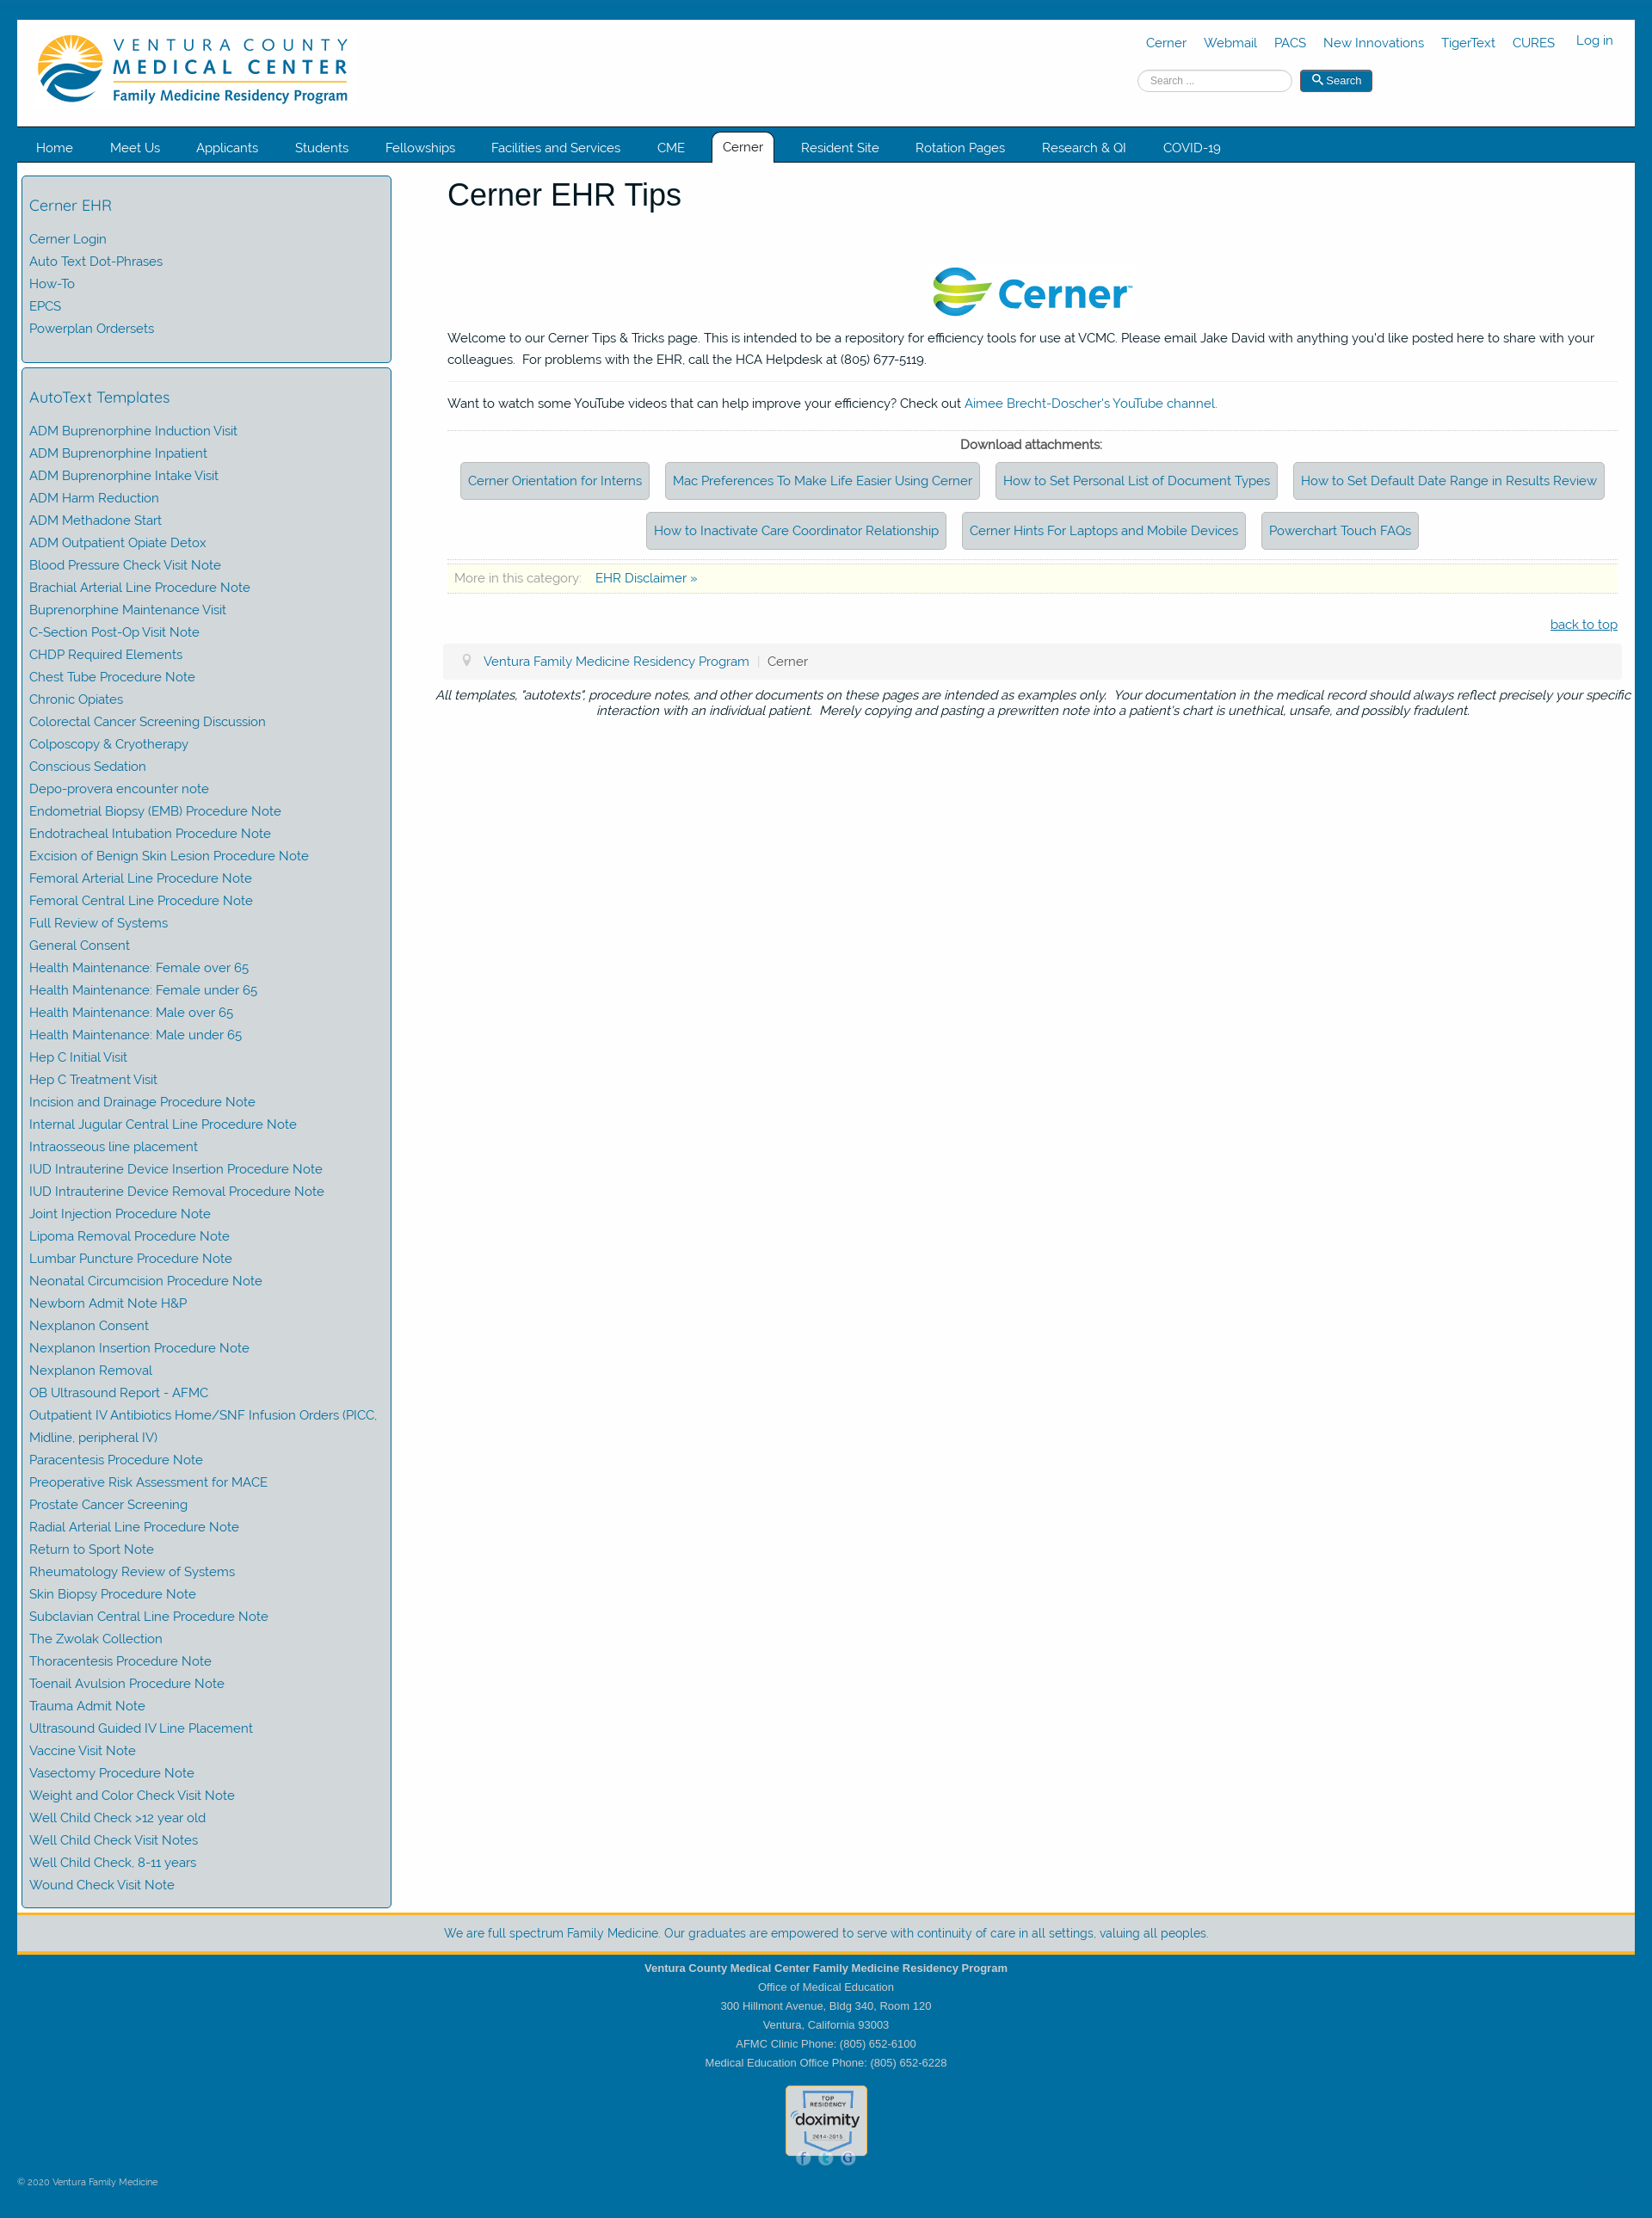 VENTURA COUNTY
MEDICAL CENTER
Family Medicine Residency Program
Cerner Webmail PACS New Innovations TigerText CURES Log in
Search ... Search
Home Meet Us Applicants Students Fellowships Facilities and Services CME Cerner Resident Site Rotation Pages Research & QI COVID-19
Cerner EHR
Cerner Login
Auto Text Dot-Phrases
How-To
EPCS
Powerplan Ordersets
AutoText Templates
ADM Buprenorphine Induction Visit
ADM Buprenorphine Inpatient
ADM Buprenorphine Intake Visit
ADM Harm Reduction
ADM Methadone Start
ADM Outpatient Opiate Detox
Blood Pressure Check Visit Note
Brachial Arterial Line Procedure Note
Buprenorphine Maintenance Visit
C-Section Post-Op Visit Note
CHDP Required Elements
Chest Tube Procedure Note
Chronic Opiates
Colorectal Cancer Screening Discussion
Colposcopy & Cryotherapy
Conscious Sedation
Depo-provera encounter note
Endometrial Biopsy (EMB) Procedure Note
Endotracheal Intubation Procedure Note
Excision of Benign Skin Lesion Procedure Note
Femoral Arterial Line Procedure Note
Femoral Central Line Procedure Note
Full Review of Systems
General Consent
Health Maintenance: Female over 65
Health Maintenance: Female under 65
Health Maintenance: Male over 65
Health Maintenance: Male under 65
Hep C Initial Visit
Hep C Treatment Visit
Incision and Drainage Procedure Note
Internal Jugular Central Line Procedure Note
Intraosseous line placement
IUD Intrauterine Device Insertion Procedure Note
IUD Intrauterine Device Removal Procedure Note
Joint Injection Procedure Note
Lipoma Removal Procedure Note
Lumbar Puncture Procedure Note
Neonatal Circumcision Procedure Note
Newborn Admit Note H&P
Nexplanon Consent
Nexplanon Insertion Procedure Note
Nexplanon Removal
OB Ultrasound Report - AFMC
Outpatient IV Antibiotics Home/SNF Infusion Orders (PICC,
Midline, peripheral IV)
Paracentesis Procedure Note
Preoperative Risk Assessment for MACE
Prostate Cancer Screening
Radial Arterial Line Procedure Note
Return to Sport Note
Rheumatology Review of Systems
Skin Biopsy Procedure Note
Subclavian Central Line Procedure Note
The Zwolak Collection
Thoracentesis Procedure Note
Toenail Avulsion Procedure Note
Trauma Admit Note
Ultrasound Guided IV Line Placement
Vaccine Visit Note
Vasectomy Procedure Note
Weight and Color Check Visit Note
Well Child Check >12 year old
Well Child Check Visit Notes
Well Child Check, 8-11 years
Wound Check Visit Note
Cerner EHR Tips
Cerner™
Welcome to our Cerner Tips & Tricks page. This is intended to be a repository for efficiency tools for use at VCMC. Please email Jake David with anything you'd like posted here to share with your
colleagues. For problems with the EHR, call the HCA Helpdesk at (805) 677-5119.
Want to watch some YouTube videos that can help improve your efficiency? Check out Aimee Brecht-Doscher's YouTube channel.
Download attachments:
Cerner Orientation for Interns Mac Preferences To Make Life Easier Using Cerner How to Set Personal List of Document Types How to Set Default Date Range in Results Review
How to Inactivate Care Coordinator Relationship Cerner Hints For Laptops and Mobile Devices Powerchart Touch FAQs
More in this category: EHR Disclaimer »
back to top
Ventura Family Medicine Residency Program | Cerner
All templates, "autotexts", procedure notes, and other documents on these pages are intended as examples only. Your documentation in the medical record should always reflect precisely your specific
interaction with an individual patient. Merely copying and pasting a prewritten note into a patient's chart is unethical, unsafe, and possibly fradulent.
We are full spectrum Family Medicine. Our graduates are empowered to serve with continuity of care in all settings, valuing all peoples.
Ventura County Medical Center Family Medicine Residency Program
Office of Medical Education
300 Hillmont Avenue, Bldg 340, Room 120
Ventura, California 93003
AFMC Clinic Phone: (805) 652-6100
Medical Education Office Phone: (805) 652-6228
TOP
RESIDENCY
doximity
2014-2015
f t G
© 2020 Ventura Family Medicine